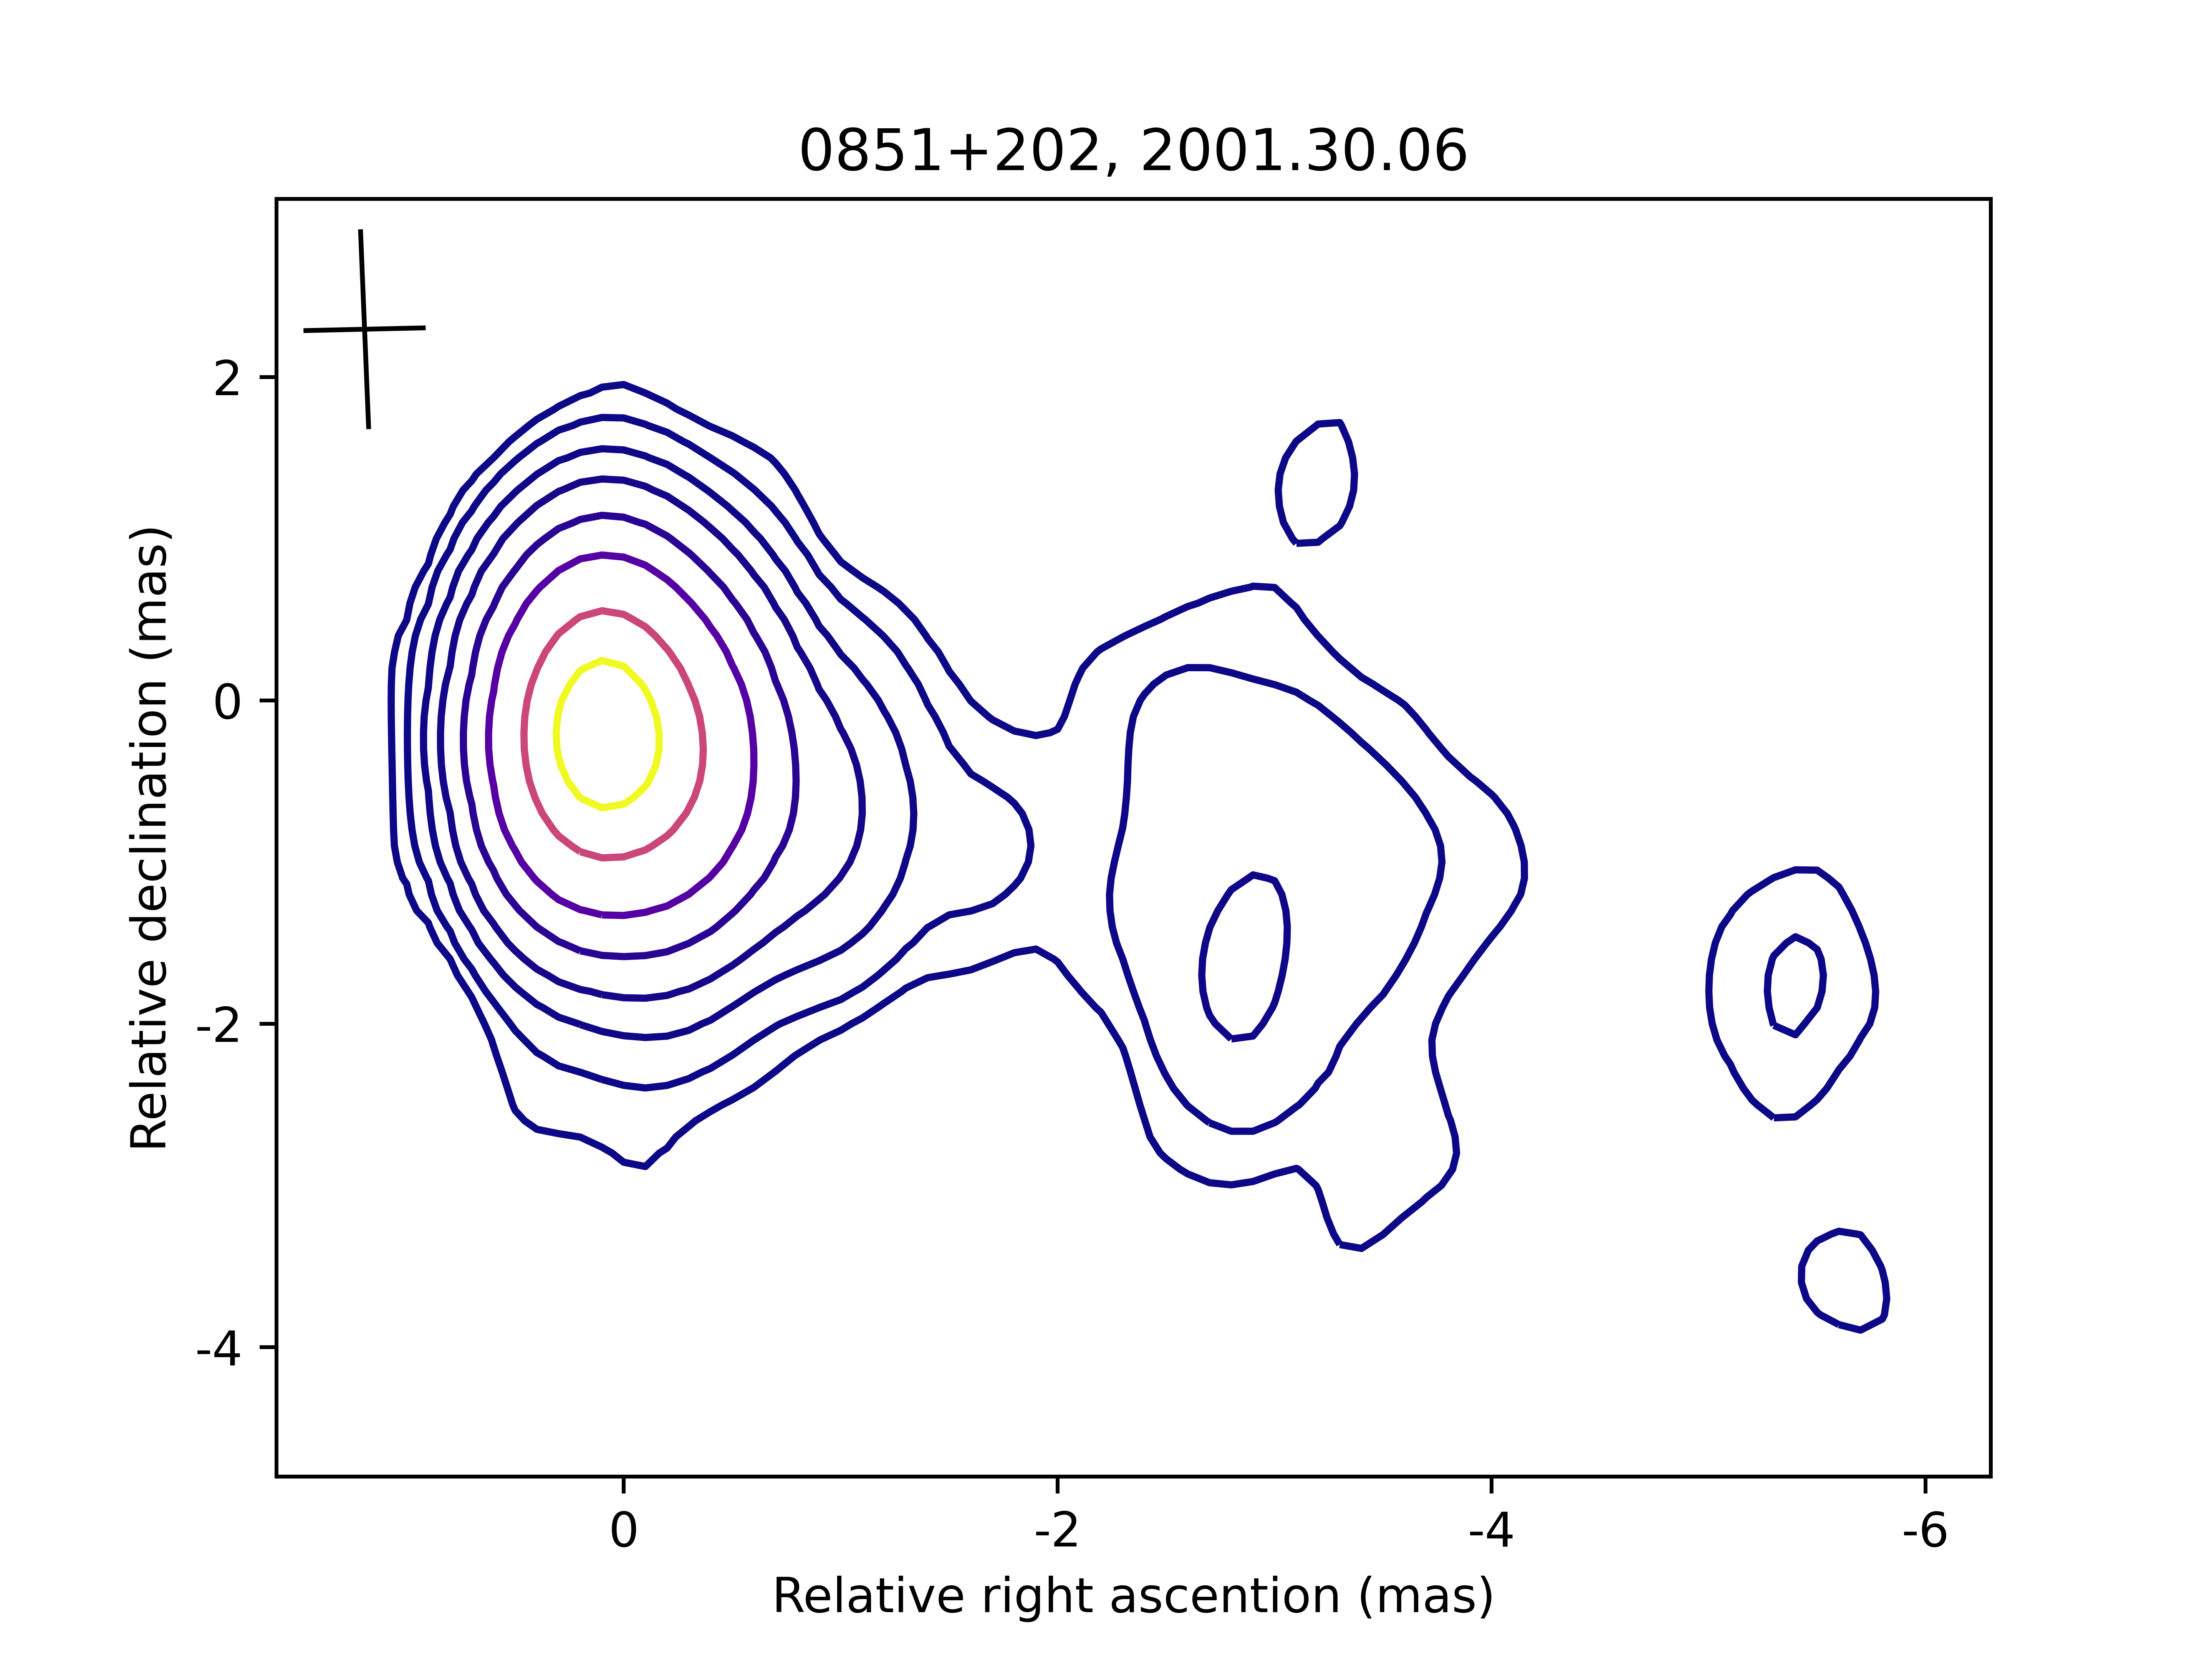 0851+202, 2001.30.06
Relative declination (mas)
2
0
-2
-4
0 -2 -4 -6
Relative right ascention (mas)